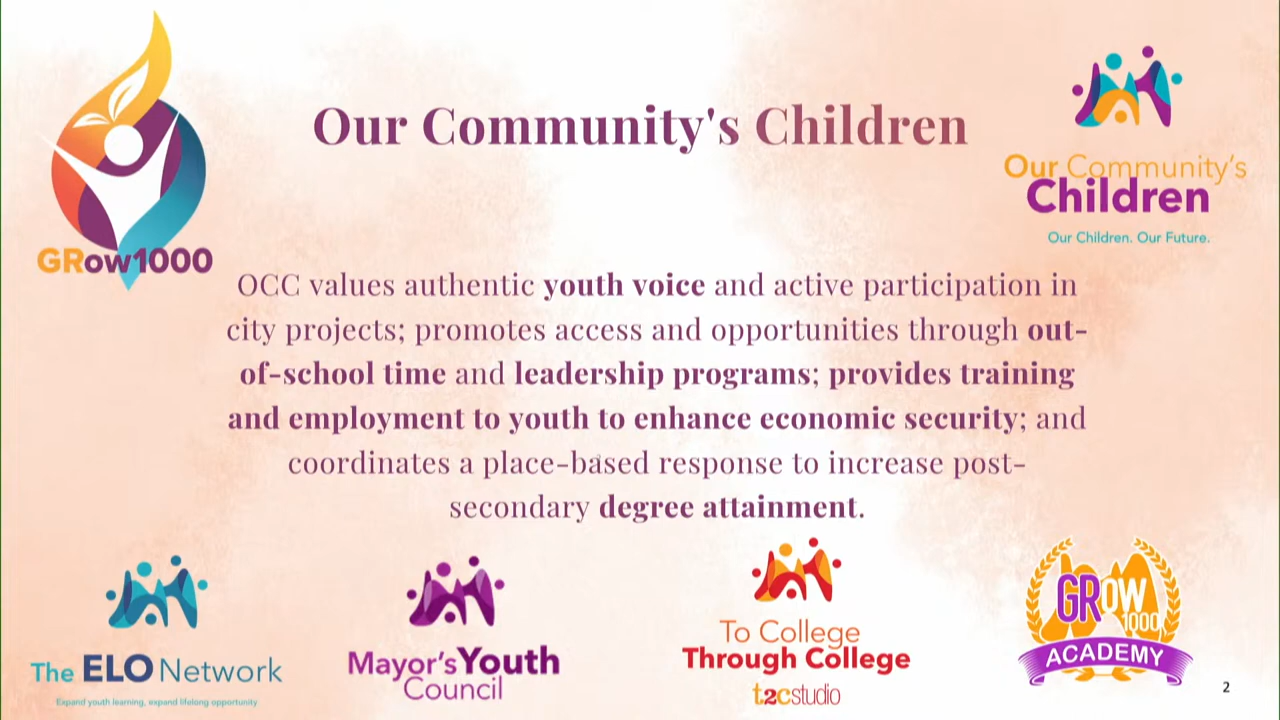 Our Community's Children
GRow1000
Our Community's
Children
Our Children. Our Future.
OCC values authentic youth voice and active participation in
city projects; promotes access and opportunities through out-
of-school time and leadership programs; provides training
and employment to youth to enhance economic security; and
coordinates a place-based response to increase post-
secondary degree attainment.
The ELO Network
Expand youth learning, expand lifelong opportunity
Mayor'sYouth
Council
To College
Through College
t2cstudio
GROW
1000
ACADEMY
2